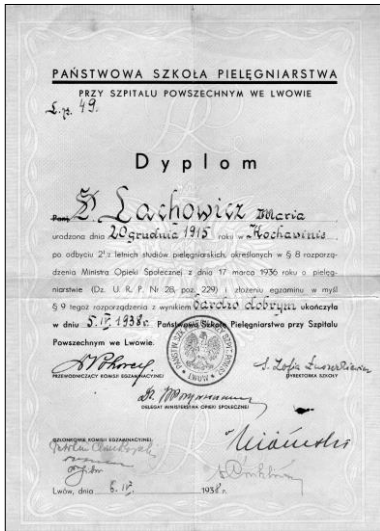 PAŃSTWOWA SZKOŁA PIELĘGNIARSTWA
PRZY SZPITALU POWSZECHNYM WE LWOWIE
L.p. 49.
Dyplom
Pani S. Lachowicz Maria
urodzona dnia 20 grudnia 1915 roku w Kochawinie
po odbyciu 2½ letnich studiów pielęgniarskich, określonych w § 8 rozporzą-
dzenia Ministra Opieki Społecznej z dnia 17 marca 1936 roku o pielęg-
niarstwie (Dz. U. R. P. Nr 28, poz. 229) i złożeniu egzaminu w myśl
§ 9 tegoż rozporządzenia z wynikiem bardzo dobrym ukończyła
w dniu 5.IV.1938 r. Państwową Szkołę Pielęgniarstwa przy Szpitalu
Powszechnym we Lwowie.
PRZEWODNICZĄCY KOMISJI EGZAMINACYJNEJ
S. Zofia
DYREKTORKA SZKOŁY
DELEGAT MINISTERSTWA OPIEKI SPOŁECZNEJ
CZŁONKOWIE KOMISJI EGZAMINACYJNEJ
Lwów, dnia 5.IV. 1938 r.